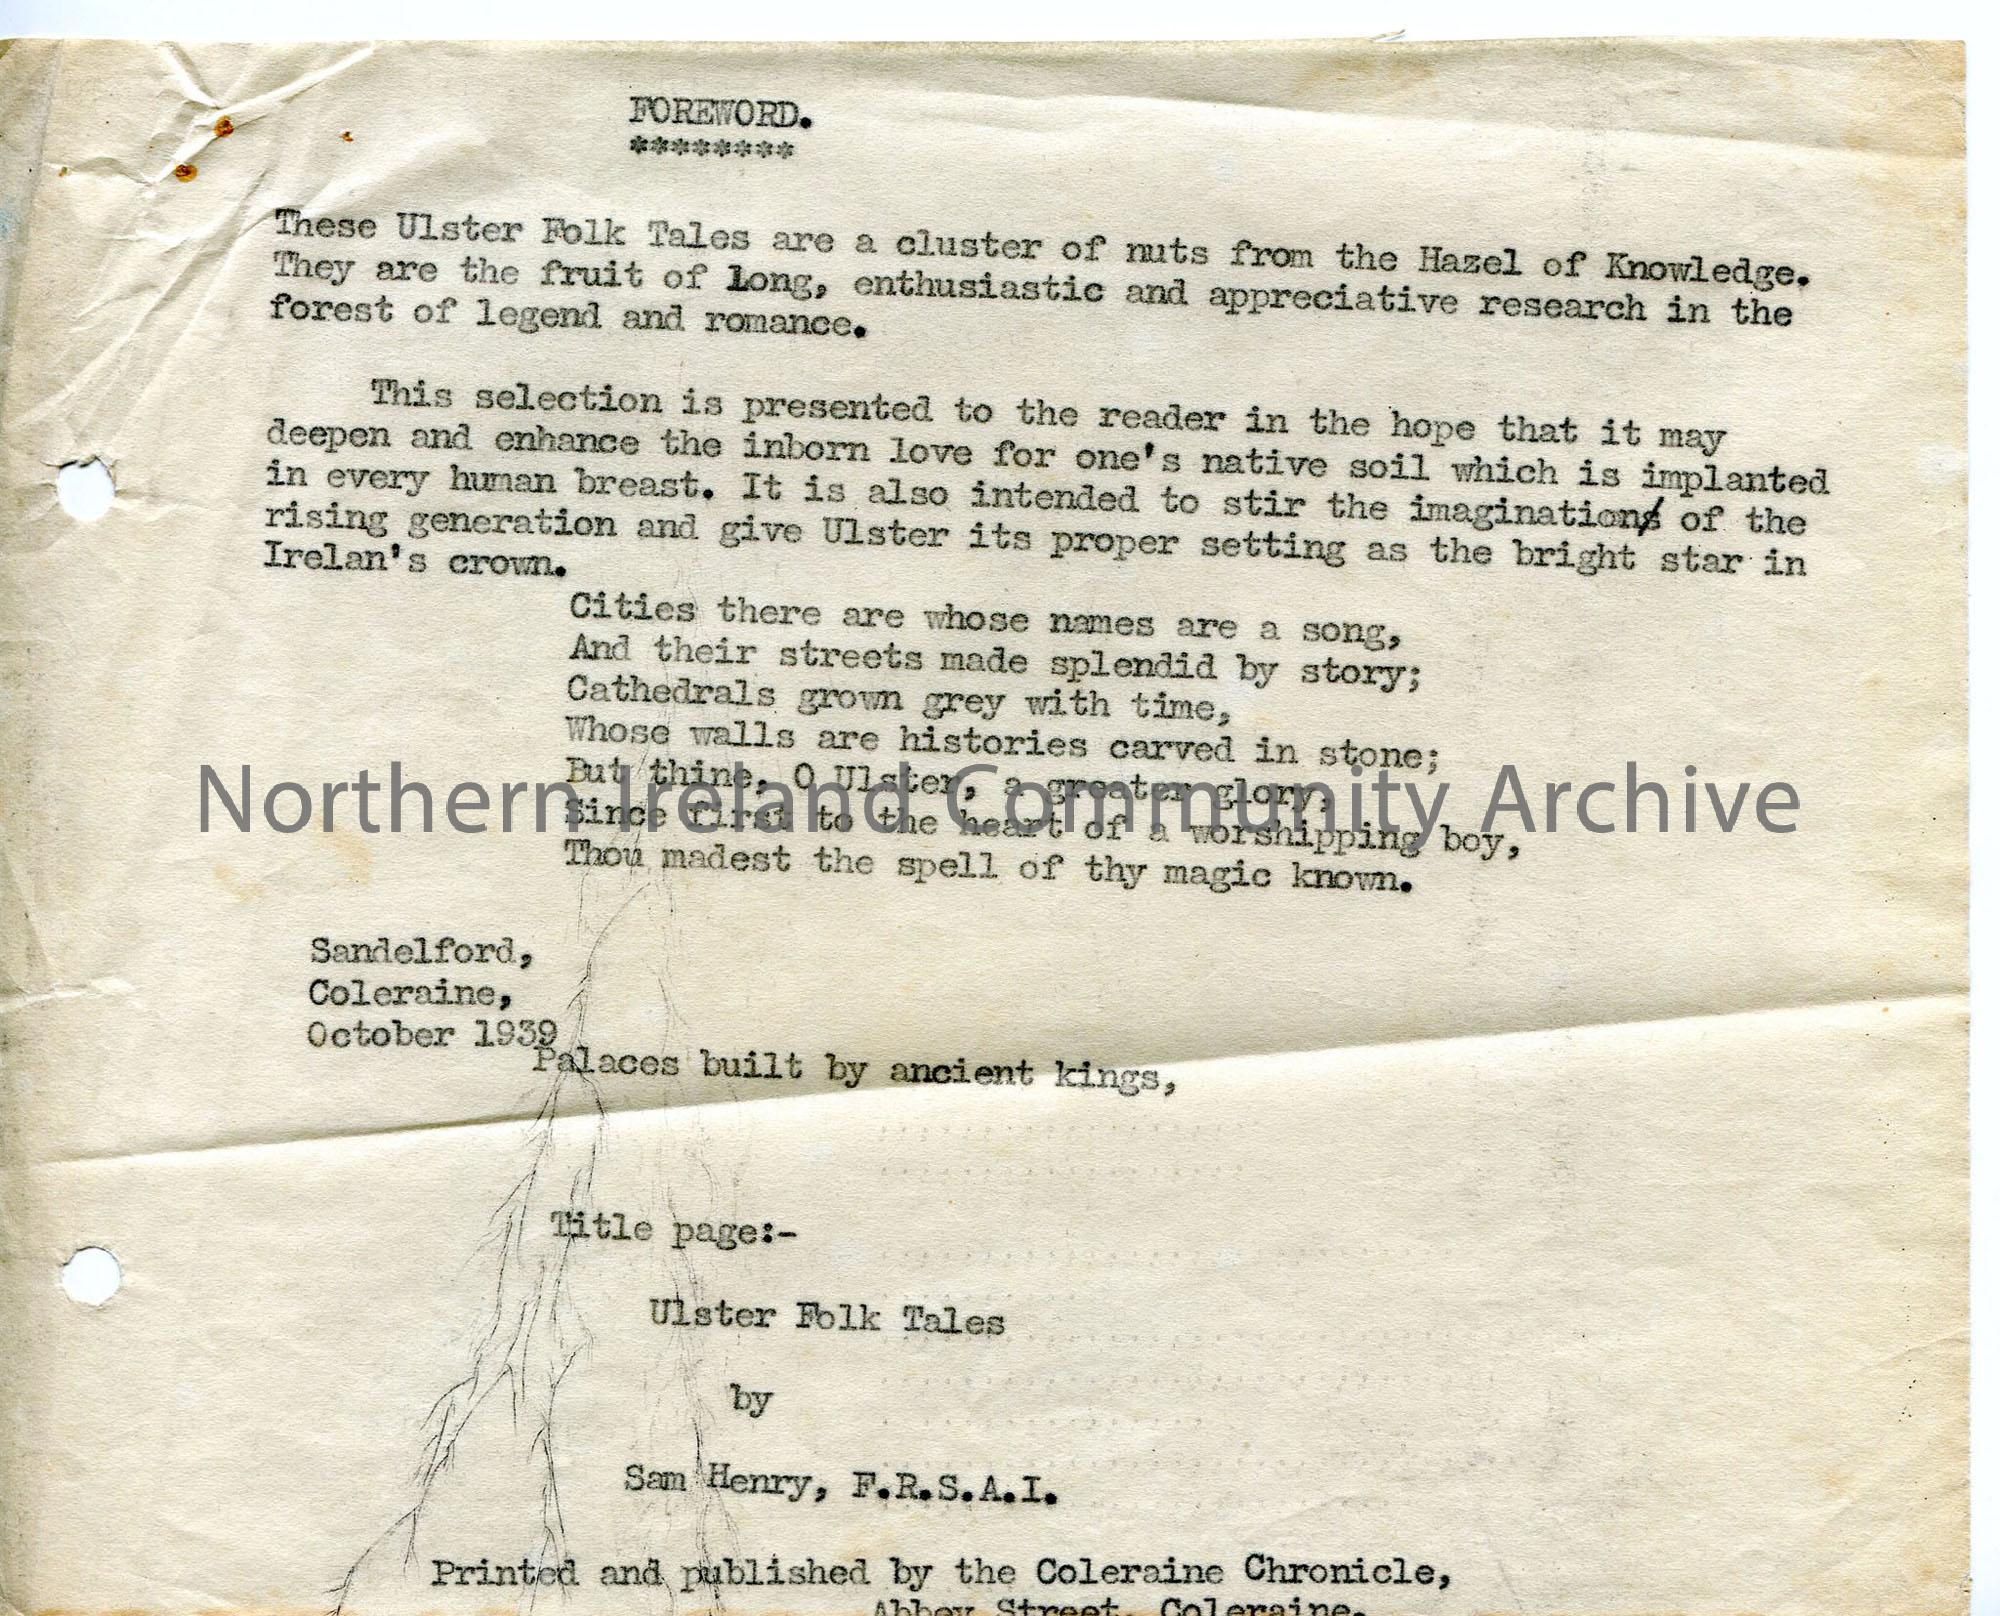 FOREWORD.
********
These Ulster Folk Tales are a cluster of nuts from the Hazel of Knowledge.
They are the fruit of long, enthusiastic and appreciative research in the
forest of legend and romance.
This selection is presented to the reader in the hope that it may
deepen and enhance the inborn love for one's native soil which is implanted
in every human breast. It is also intended to stir the imagination of the
rising generation and give Ulster its proper setting as the bright star in
Irelan's crown.
Cities there are whose names are a song,
And their streets made splendid by story;
Cathedrals grown grey with time,
Whose walls are histories carved in stone;
But thine, O Ulster, a greater glory,
Northern Ireland Community Archive
Since first to the heart of a worshipping boy,
Thou madest the spell of thy magic known.
Sandelford,
Coleraine,
October 1939
Palaces built by ancient kings,
Title page:-
Ulster Folk Tales
by
Sam Henry, F.R.S.A.I.
Printed and published by the Coleraine Chronicle,
Abbey Street, Coleraine.